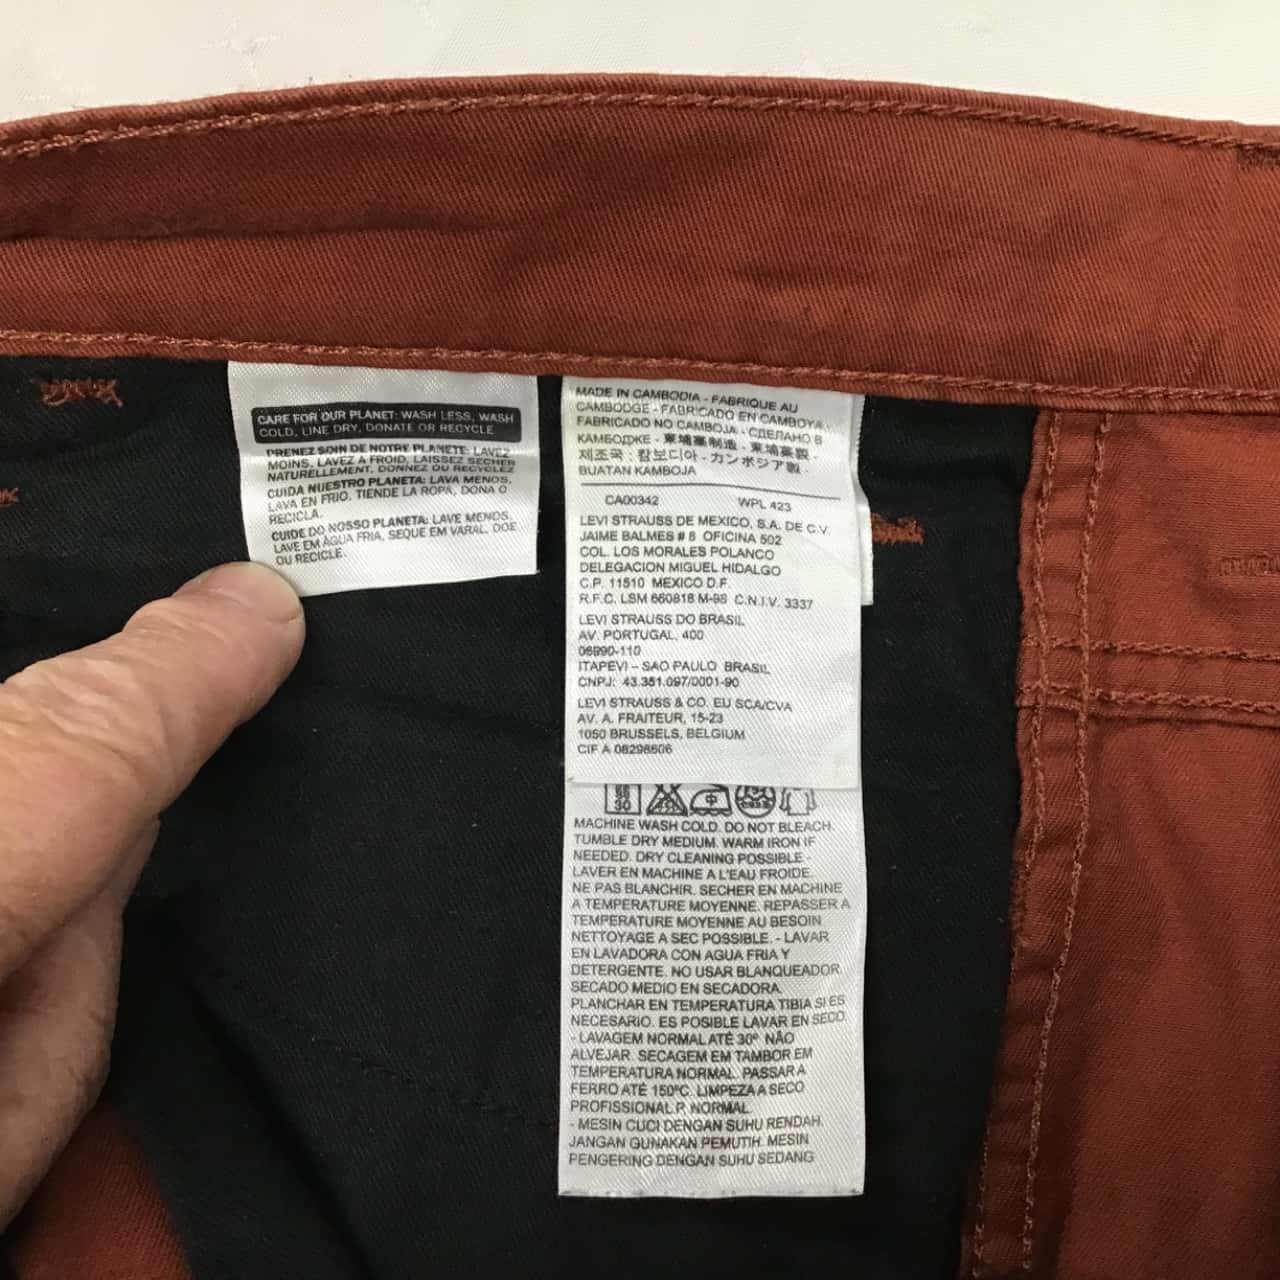 CARE FOR OUR PLANET: WASH LESS, WASH
COLD, LINE DRY, DONATE OR RECYCLE
PRENEZ SOIN DE NOTRE PLANETE: LAVEZ
MOINS, LAVEZ A FROID, LAISSEZ SECHER
NATURELLEMENT, DONNEZ OU RECYCLEZ
CUIDA NUESTRO PLANETA: LAVA MENOS,
LAVA EN FRIO, TIENDE LA ROPA, DONA O
RECICLA.
CUIDE DO NOSSO PLANETA: LAVE MENOS,
LAVE EM ÁGUA FRIA, SEQUE EM VARAL, DOE
OU RECICLE.
MADE IN CAMBODIA - FABRIQUE AU
CAMBODGE - FABRICADO EN CAMBOYA -
FABRICADO NO CAMBOJA - СДЕЛАНО В
КАМБОДЖЕ - 柬埔寨制造 - 柬埔寨製 -
제조국 : 캄보디아 - カンボジア製 -
BUATAN KAMBOJA
CA00342 WPL 423
LEVI STRAUSS DE MEXICO, S.A. DE C.V.
JAIME BALMES # 8 OFICINA 502
COL. LOS MORALES POLANCO
DELEGACION MIGUEL HIDALGO
C.P. 11510 MEXICO D.F.
R.F.C. LSM 660818 M-98 C.N.I.V. 3337
LEVI STRAUSS DO BRASIL
AV. PORTUGAL, 400
06990-110
ITAPEVI – SAO PAULO BRASIL
CNPJ: 43.351.097/0001-90
LEVI STRAUSS & CO. EU SCA/CVA
AV. A. FRAITEUR, 15-23
1050 BRUSSELS, BELGIUM
CIF A 08298606
30
MACHINE WASH COLD. DO NOT BLEACH.
TUMBLE DRY MEDIUM. WARM IRON IF
NEEDED. DRY CLEANING POSSIBLE -
LAVER EN MACHINE A L'EAU FROIDE.
NE PAS BLANCHIR. SECHER EN MACHINE
A TEMPERATURE MOYENNE. REPASSER A
TEMPERATURE MOYENNE AU BESOIN
NETTOYAGE A SEC POSSIBLE. - LAVAR
EN LAVADORA CON AGUA FRIA Y
DETERGENTE. NO USAR BLANQUEADOR.
SECADO MEDIO EN SECADORA.
PLANCHAR EN TEMPERATURA TIBIA SI ES
NECESARIO. ES POSIBLE LAVAR EN SECO.
- LAVAGEM NORMAL ATÉ 30º NÃO
ALVEJAR. SECAGEM EM TAMBOR EM
TEMPERATURA NORMAL. PASSAR A
FERRO ATÉ 150ºC. LIMPEZA A SECO
PROFISSIONAL P. NORMAL.
- MESIN CUCI DENGAN SUHU RENDAH.
JANGAN GUNAKAN PEMUTIH. MESIN
PENGERING DENGAN SUHU SEDANG